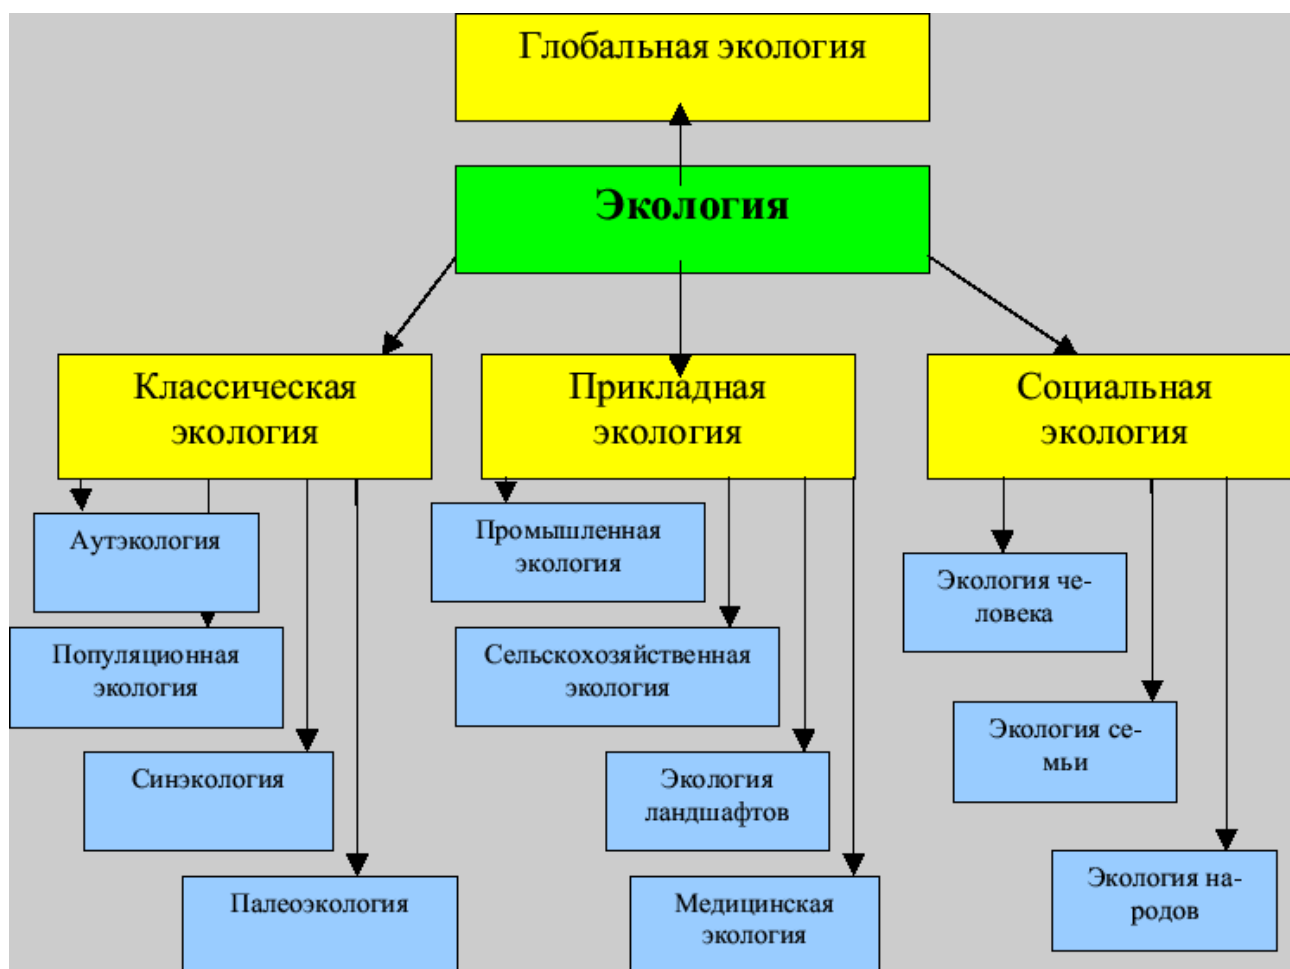 Глобальная экология
Экология
Классическая
экология
Прикладная
экология
Социальная
экология
Аутэкология
Популяционная
экология
Синэкология
Палеоэкология
Промышленная
экология
Сельскохозяйственная
экология
Экология
ландшафтов
Медицинская
экология
Экология че-
ловека
Экология се-
мьи
Экология на-
родов